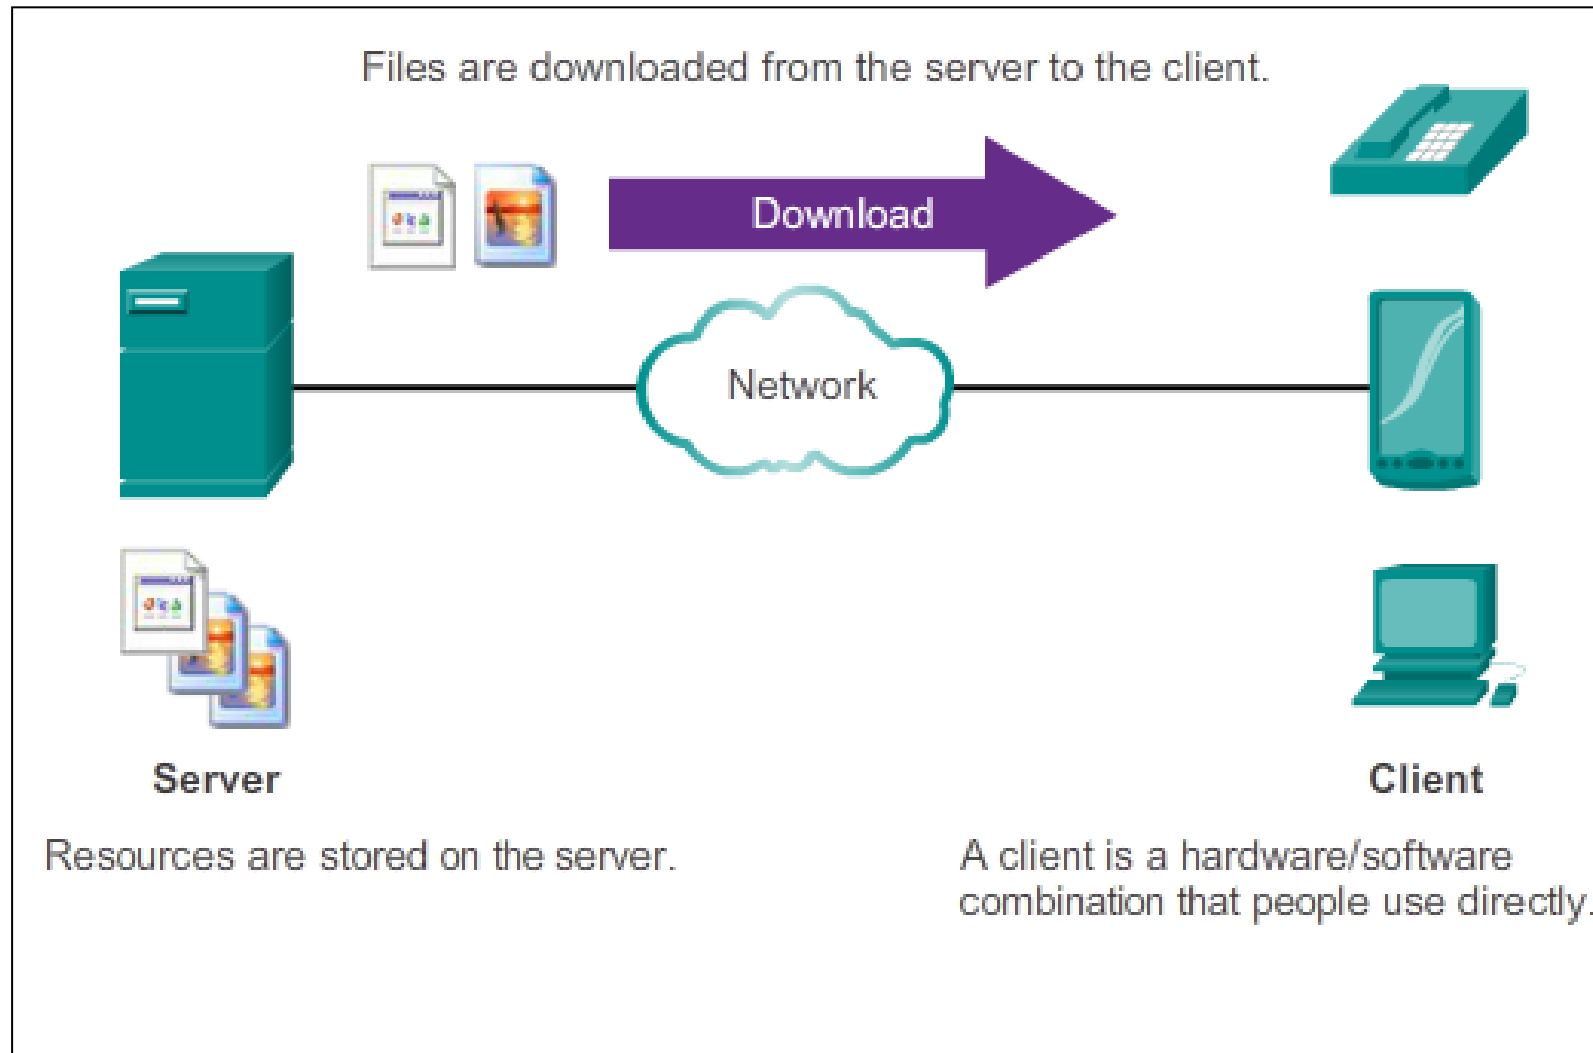 Files are downloaded from the server to the client.
Download
Network
Server
Resources are stored on the server.
Client
A client is a hardware/software
combination that people use directly.